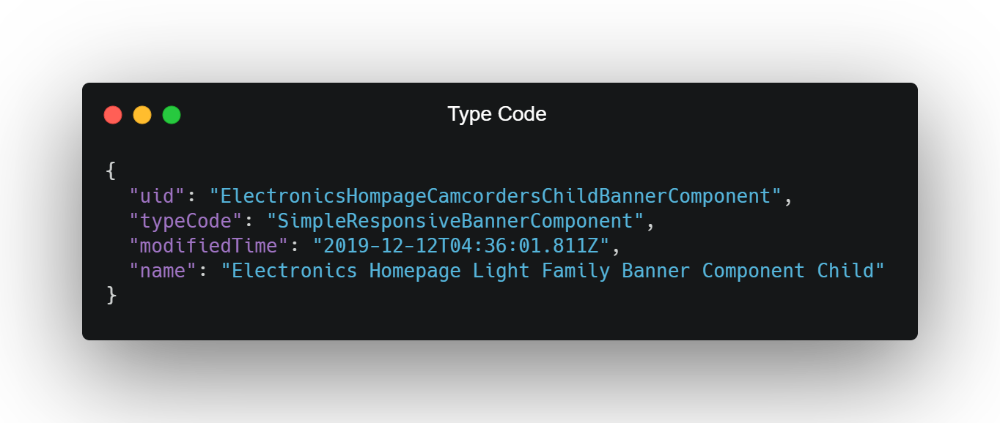 Type Code
{
  "uid": "ElectronicsHompageCamcordersChildBannerComponent",
  "typeCode": "SimpleResponsiveBannerComponent",
  "modifiedTime": "2019-12-12T04:36:01.811Z",
  "name": "Electronics Homepage Light Family Banner Component Child"
}